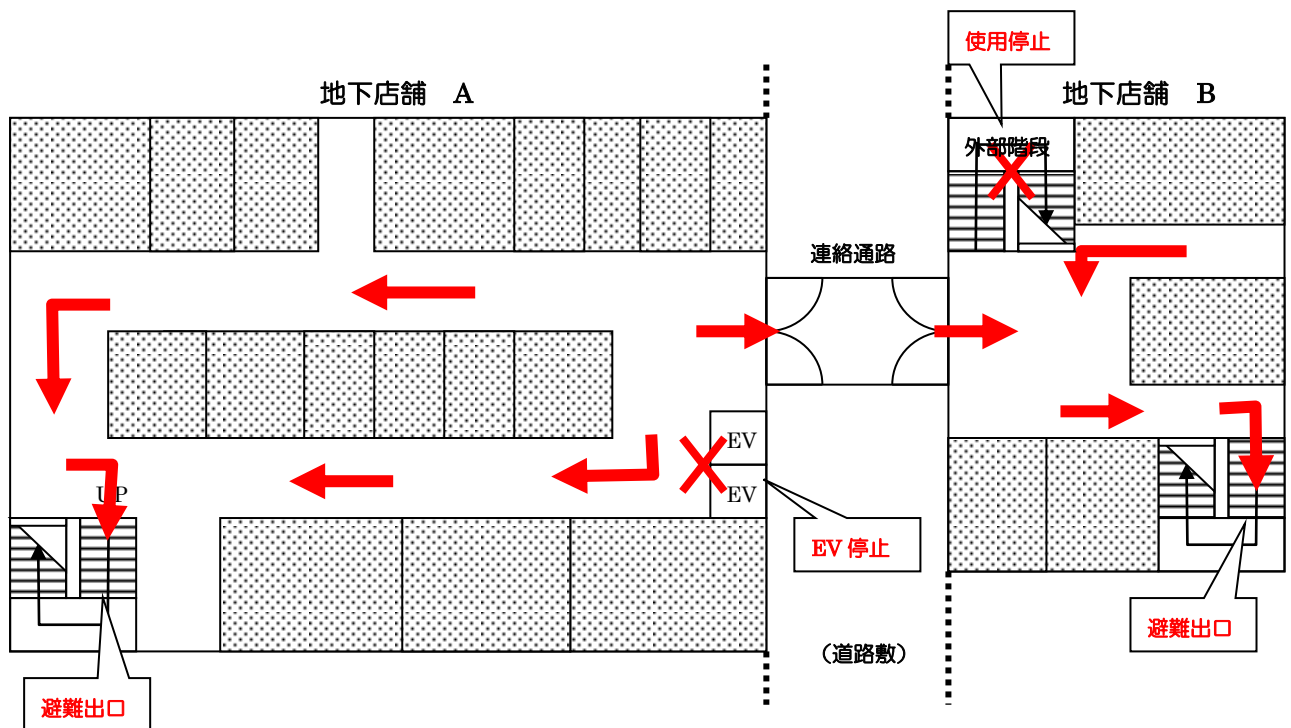 使用停止
地下店舗 A
地下店舗 B
外部階段
連絡通路
EV
EV
UP
EV 停止
避難出口
(道路敷)
避難出口